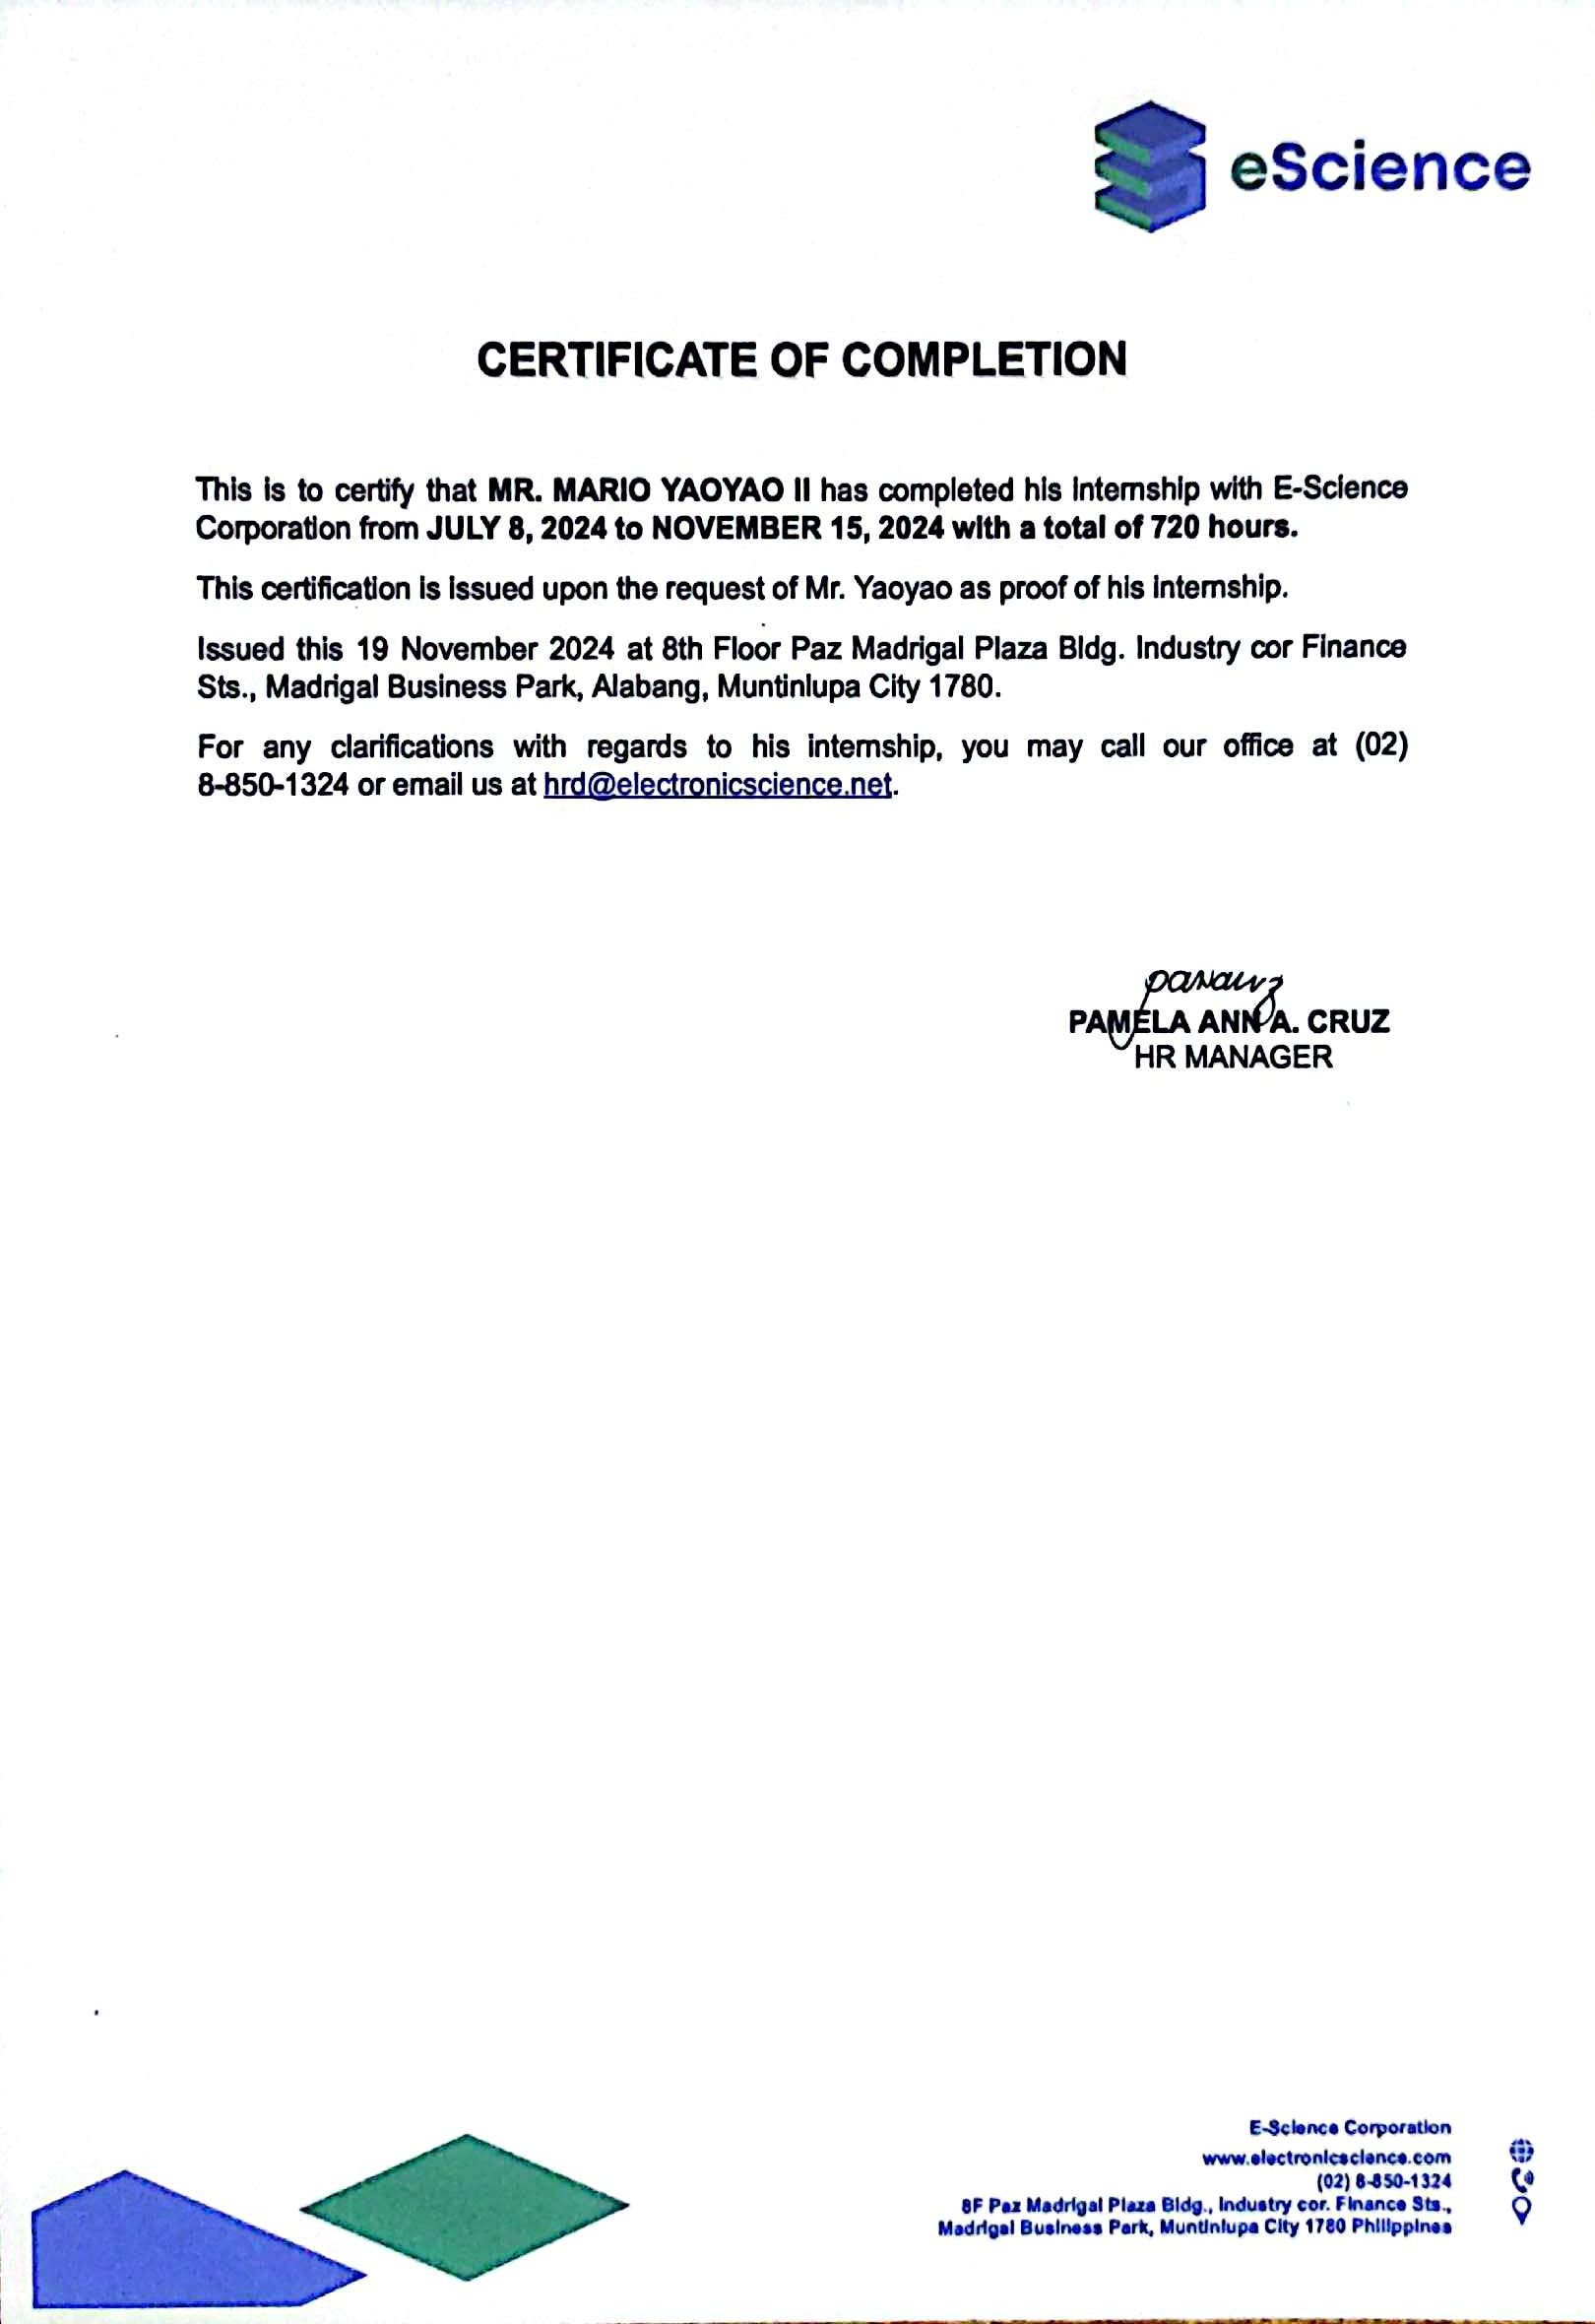 eScience
CERTIFICATE OF COMPLETION
This is to certify that MR. MARIO YAOYAO II has completed his internship with E-Science
Corporation from JULY 8, 2024 to NOVEMBER 15, 2024 with a total of 720 hours.
This certification is issued upon the request of Mr. Yaoyao as proof of his internship.
Issued this 19 November 2024 at 8th Floor Paz Madrigal Plaza Bldg. Industry cor Finance
Sts., Madrigal Business Park, Alabang, Muntinlupa City 1780.
For any clarifications with regards to his internship, you may call our office at (02)
8-850-1324 or email us at hrd@electronicscience.net.
PAMELA ANN A. CRUZ
HR MANAGER
E-Science Corporation
www.electronicscience.com
(02) 8-850-1324
8F Paz Madrigal Plaza Bldg., Industry cor. Finance Sts.,
Madrigal Business Park, Muntinlupa City 1780 Philippines